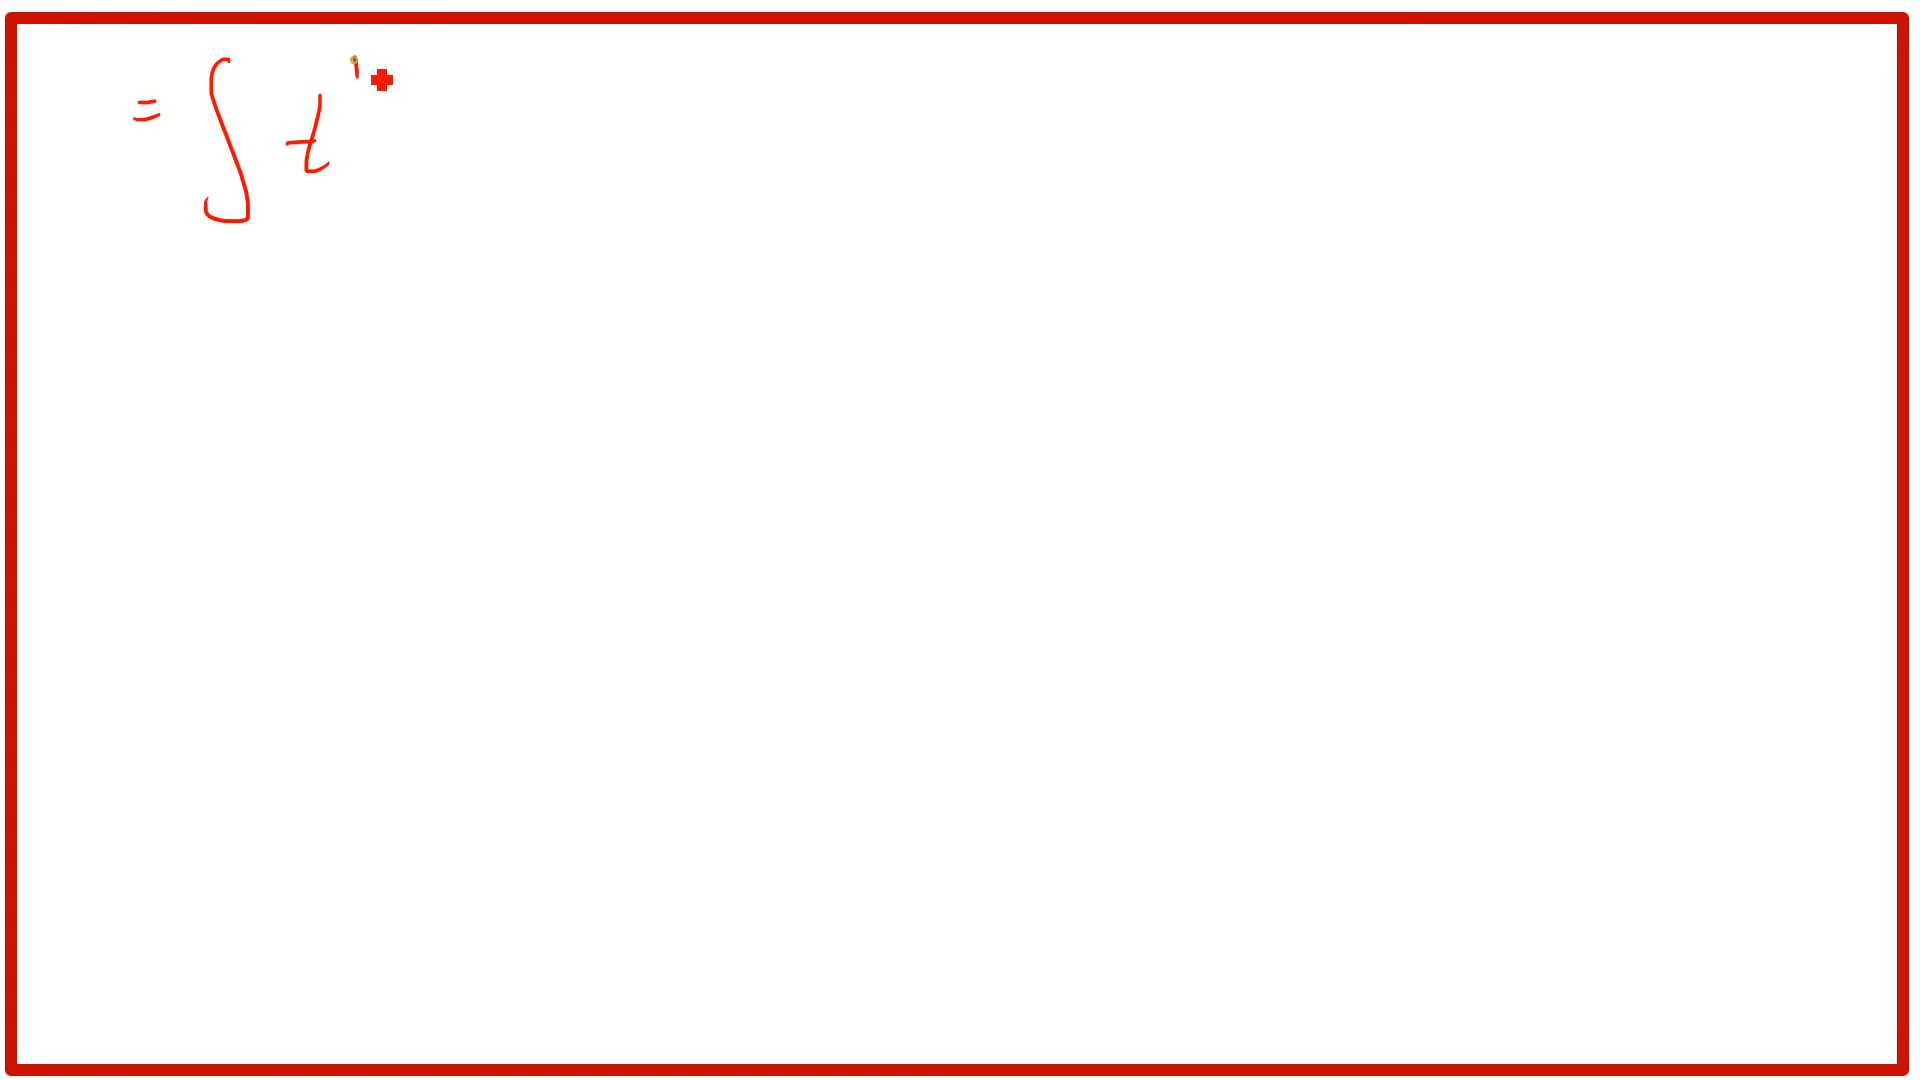 = ∫ t